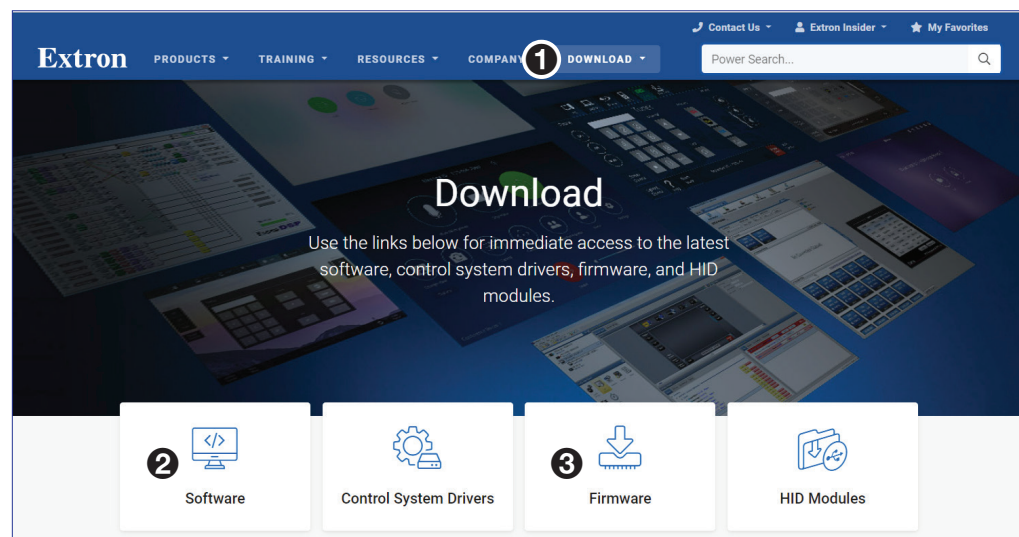 Contact Us
Extron Insider
My Favorites
Extron
PRODUCTS
TRAINING
RESOURCES
COMPANY
1
DOWNLOAD
Power Search...
Download
Use the links below for immediate access to the latest
software, control system drivers, firmware, and HID
modules.
2
Software
Control System Drivers
3
Firmware
HID Modules